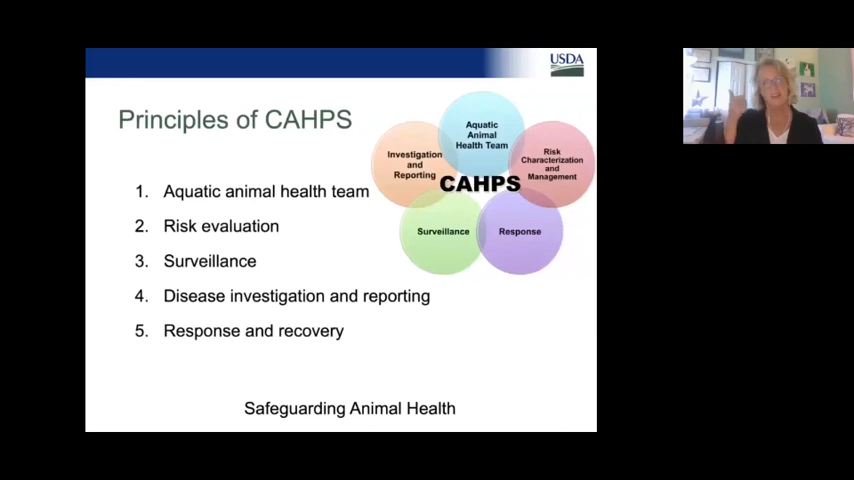 USDA
Principles of CAHPS
1. Aquatic animal health team
2. Risk evaluation
3. Surveillance
4. Disease investigation and reporting
5. Response and recovery
Aquatic
Animal
Health Team
Investigation
and
Reporting
Risk
Characterization
and
Management
CAHPS
Surveillance
Response
Safeguarding Animal Health